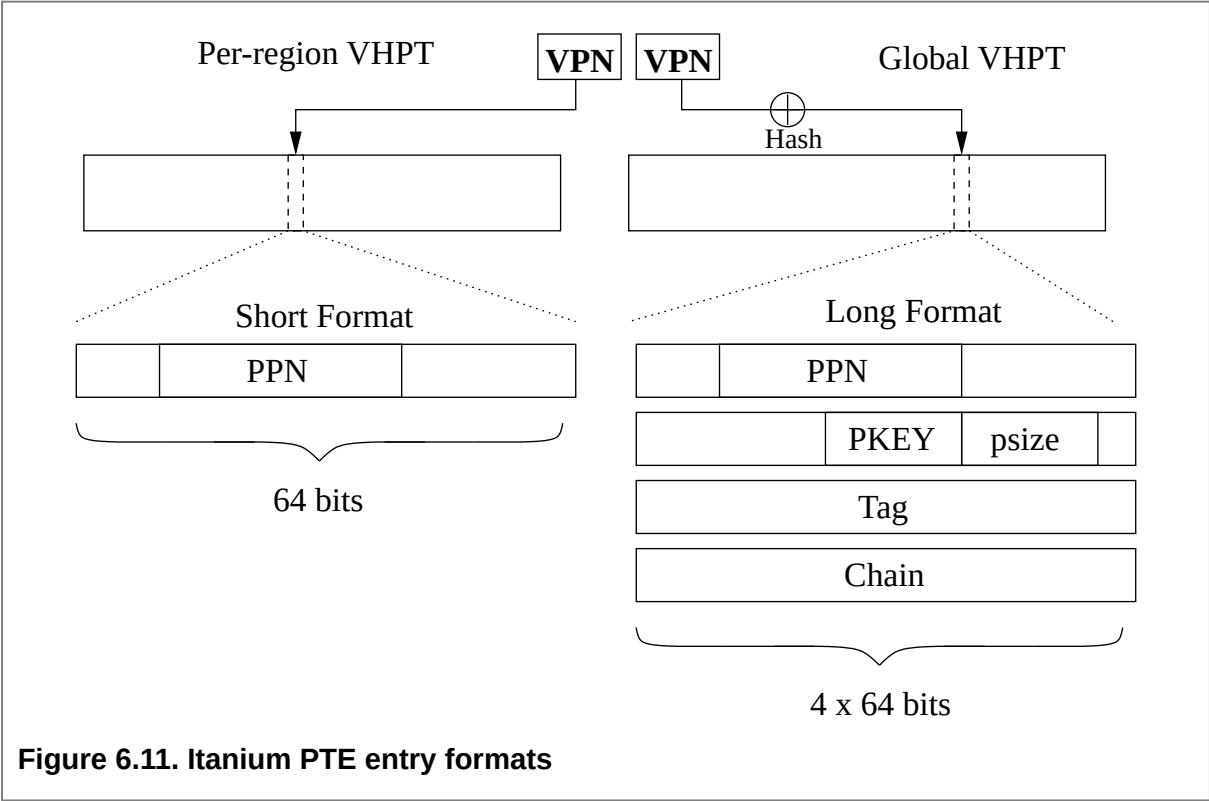 Per-region VHPT
VPN
VPN
Global VHPT
Hash
Short Format
PPN
64 bits
Long Format
PPN
PKEY psize
Tag
Chain
4 x 64 bits
Figure 6.11. Itanium PTE entry formats